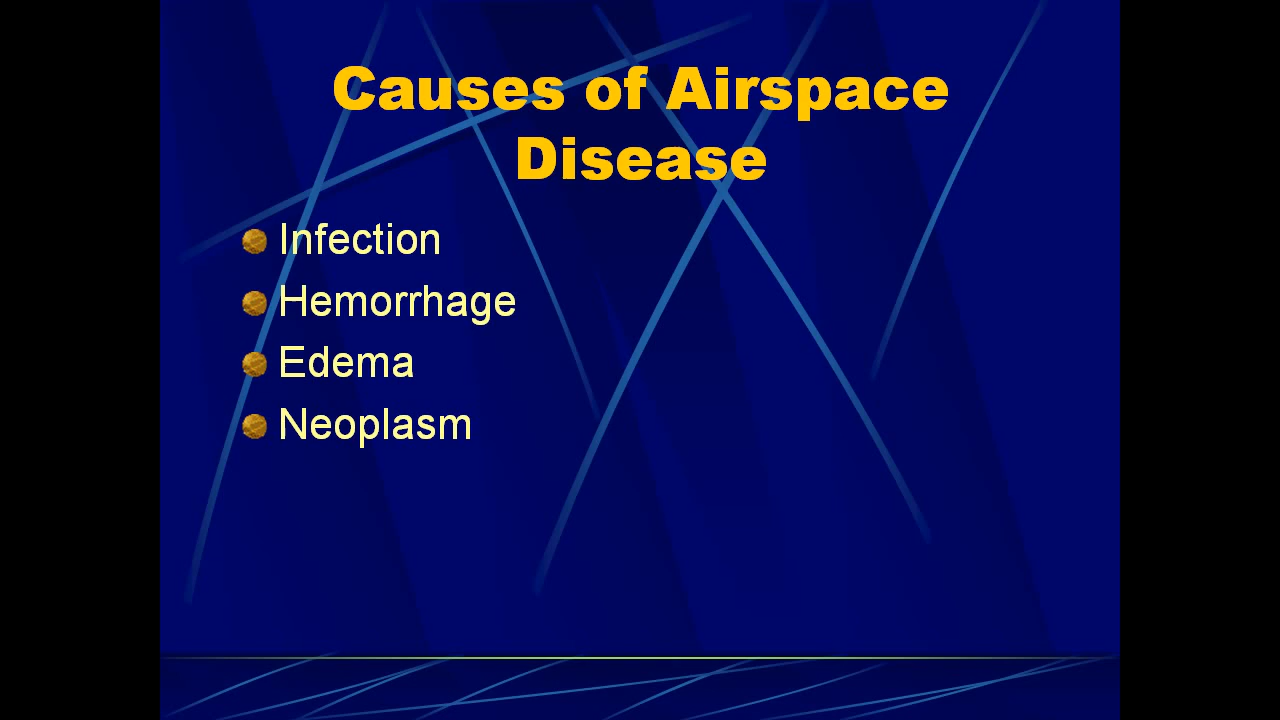 Causes of Airspace
Disease
Infection
Hemorrhage
Edema
Neoplasm